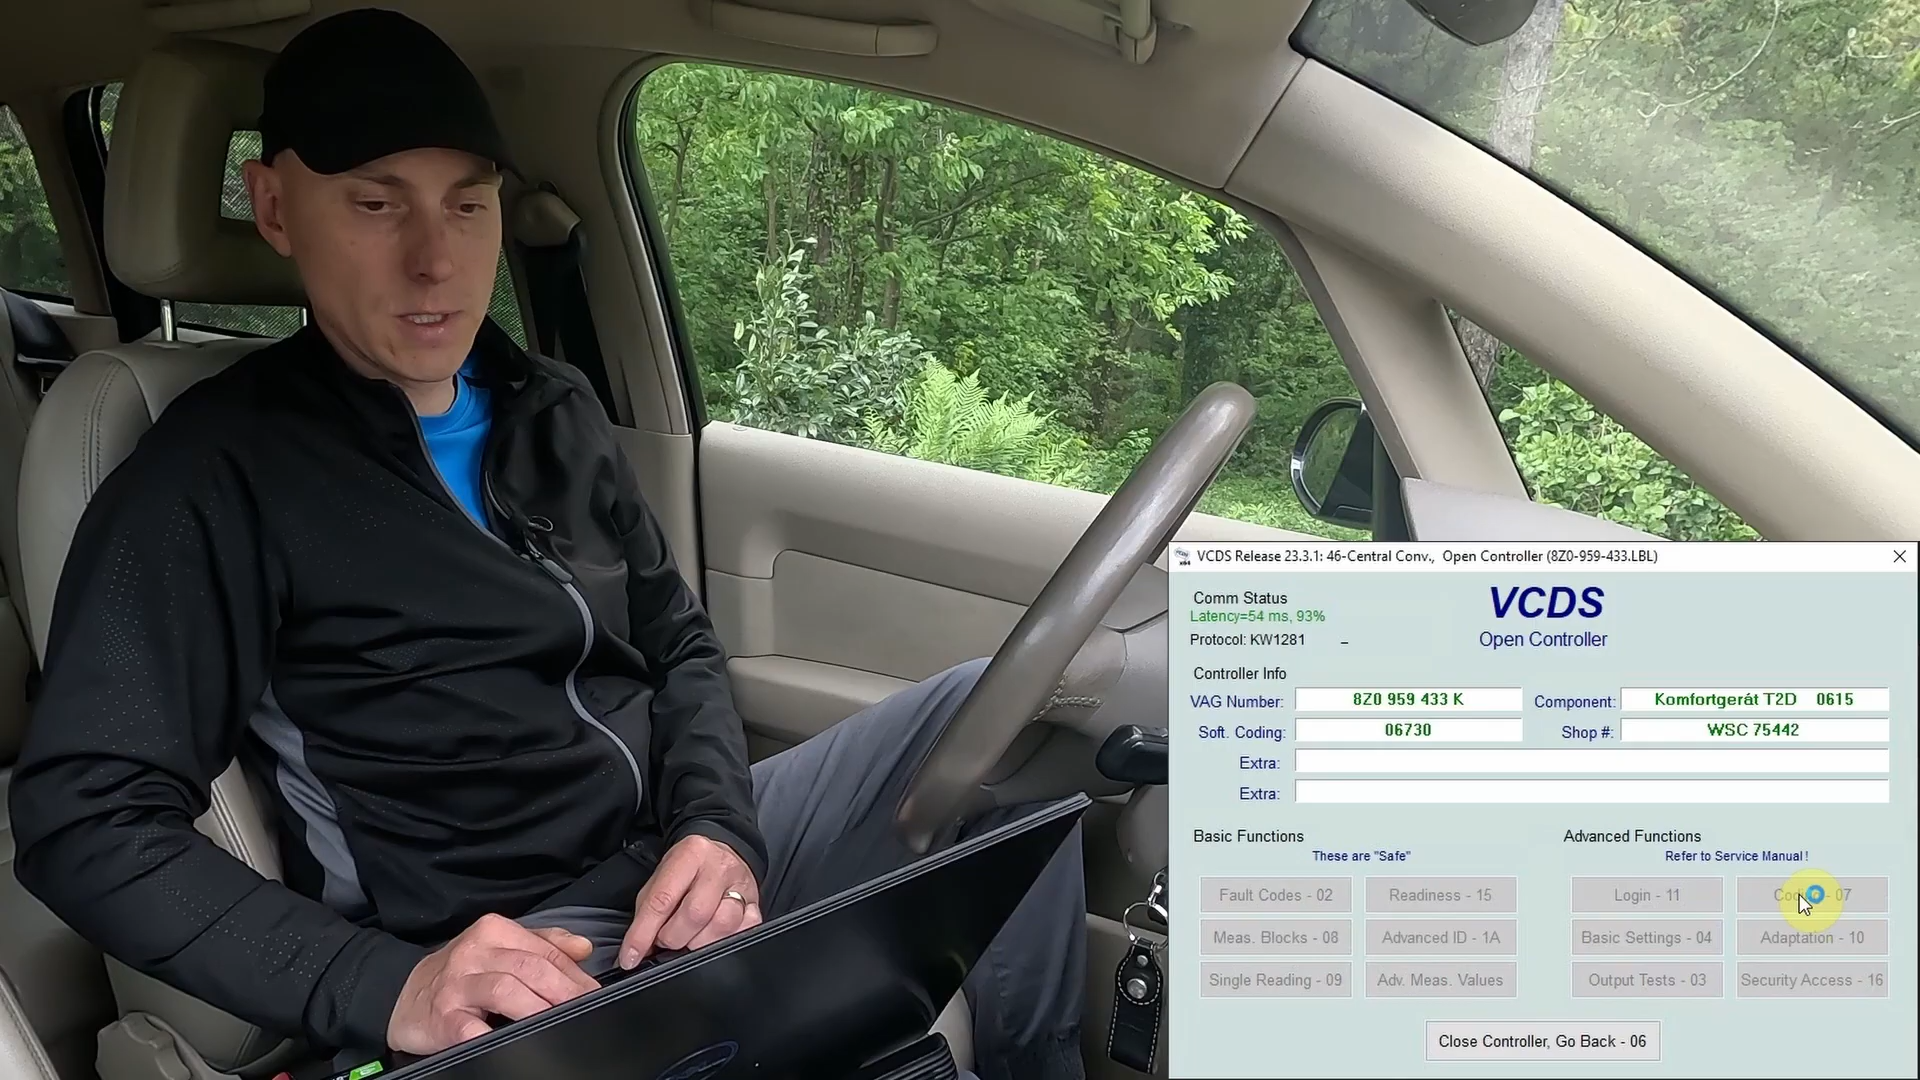 VCDS Release 23.3.1: 46-Central Conv., Open Controller (8Z0-959-433.LBL)
Comm Status
Latency=54 ms, 93%
Protocol: KW1281 –
VCDS
Open Controller
Controller Info
VAG Number: 8Z0 959 433 K Component: Komfortgerát T2D 0615
Soft. Coding: 06730 Shop #: WSC 75442
Extra:
Extra:
Basic Functions
These are "Safe"
Advanced Functions
Refer to Service Manual!
Fault Codes - 02 Readiness - 15 Login - 11 - 07
Meas. Blocks - 08 Advanced ID - 1A Basic Settings - 04 Adaptation - 10
Single Reading - 09 Adv. Meas. Values Output Tests - 03 Security Access - 16
Close Controller, Go Back - 06